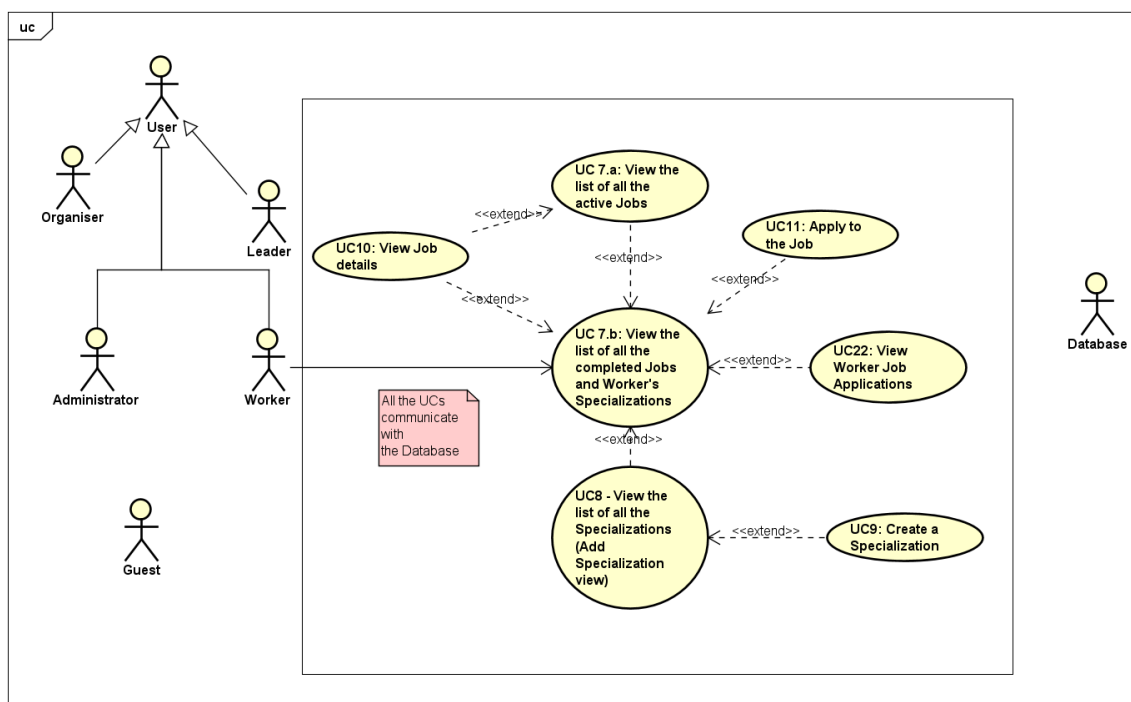 uc
User
Organiser
Leader
Administrator
Worker
Guest
Database
UC 7.a: View the
list of all the
active Jobs
<<extend>>
UC10: View Job
details
<<extend>>
<<extend>>
UC11: Apply to
the Job
<<extend>>
UC 7.b: View the
list of all the
completed Jobs
and Worker's
Specializations
<<extend>>
UC22: View
Worker Job
Applications
All the UCs
communicate
with
the Database
<<extend>>
UC8 - View the
list of all the
Specializations
(Add
Specialization
view)
<<extend>>
UC9: Create a
Specialization